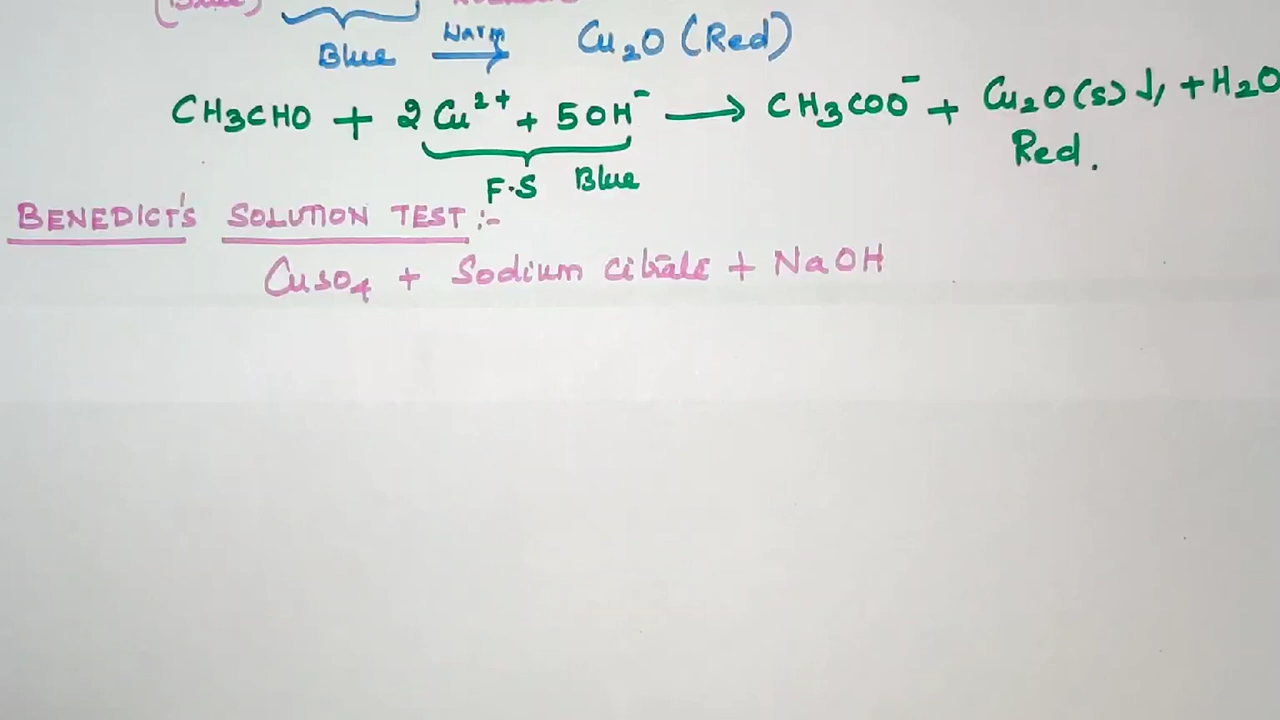 Blue Warm → Cu₂O (Red)
CH3CHO + 2Cu²⁺ + 5OH⁻ → CH3COO⁻ + Cu₂O(s)↓, + H₂O
F.S Blue Red.
BENEDICT'S SOLUTION TEST :-
CuSO₄ + Sodium citrate + NaOH